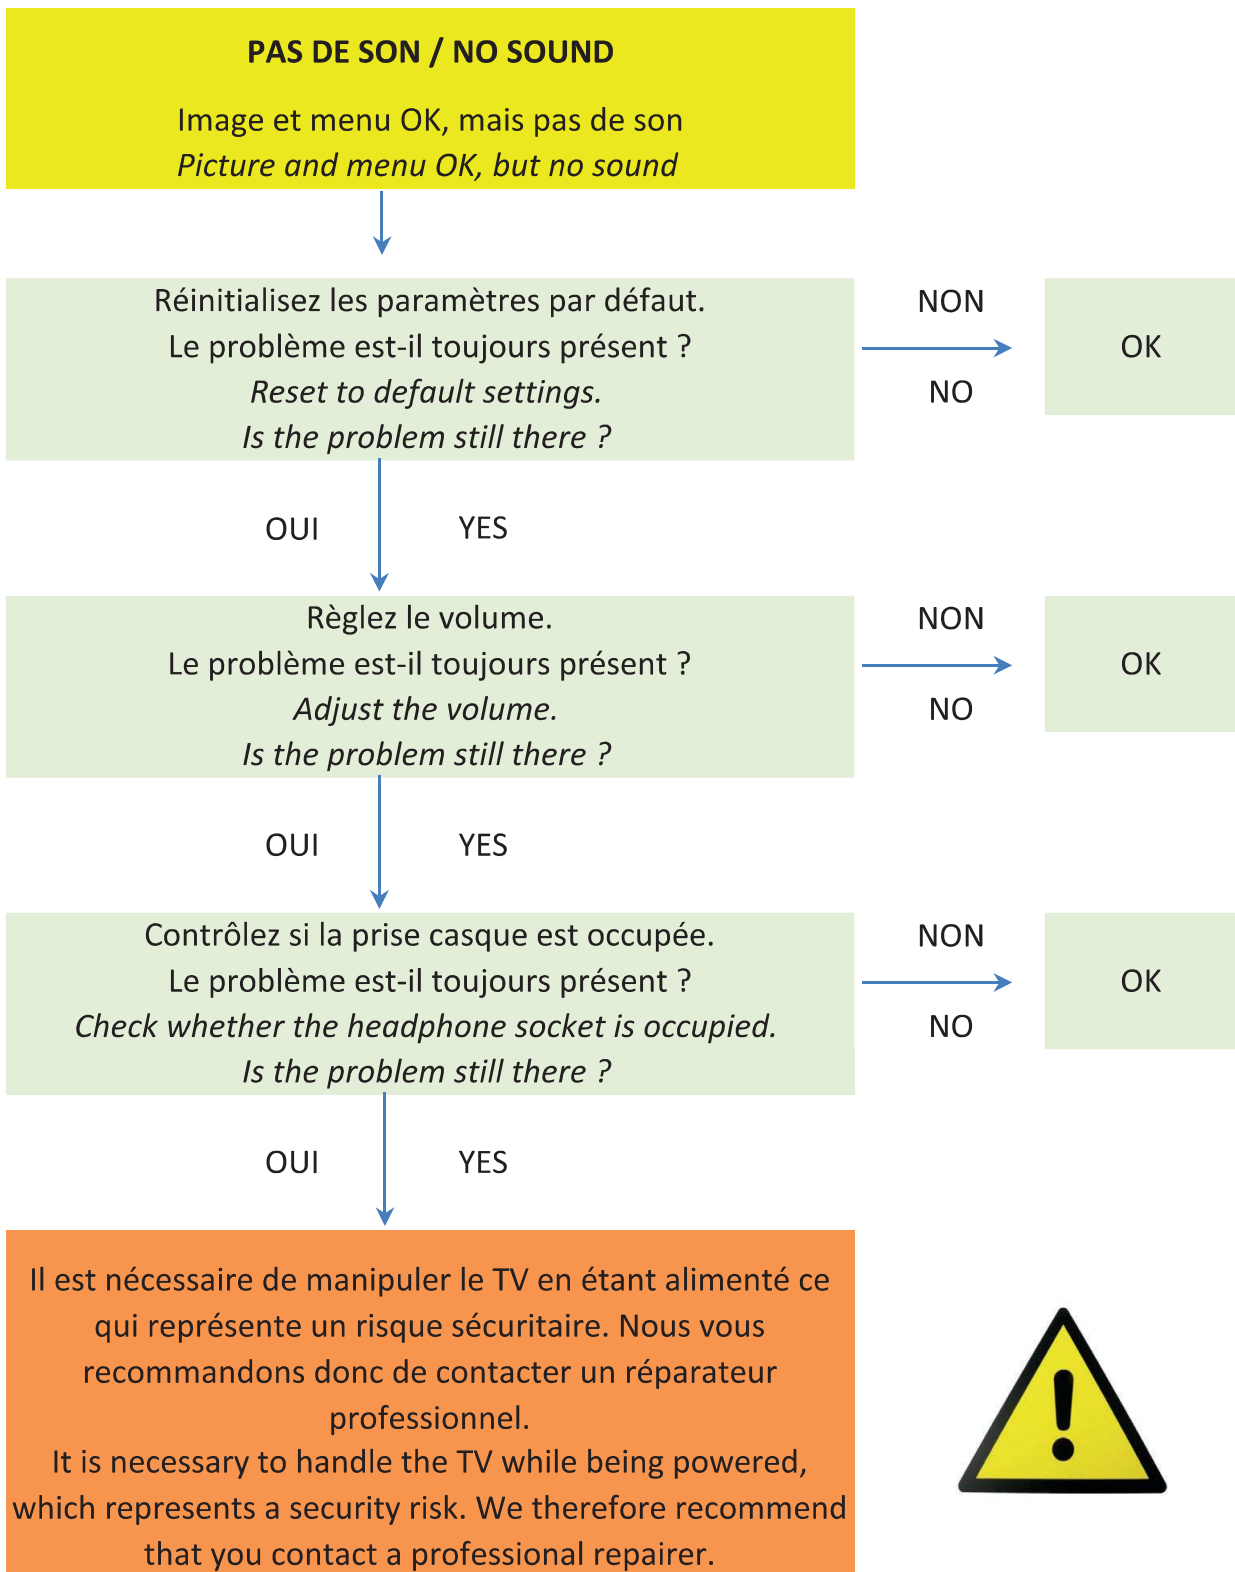 PAS DE SON / NO SOUND
Image et menu OK, mais pas de son
Picture and menu OK, but no sound
Réinitialisez les paramètres par défaut.
Le problème est-il toujours présent ?
Reset to default settings.
Is the problem still there ?
NON
NO
OK
OUI
YES
Règlez le volume.
Le problème est-il toujours présent ?
Adjust the volume.
Is the problem still there ?
NON
NO
OK
OUI
YES
Contrôlez si la prise casque est occupée.
Le problème est-il toujours présent ?
Check whether the headphone socket is occupied.
Is the problem still there ?
NON
NO
OK
OUI
YES
Il est nécessaire de manipuler le TV en étant alimenté ce
qui représente un risque sécuritaire. Nous vous
recommandons donc de contacter un réparateur
professionnel.
It is necessary to handle the TV while being powered,
which represents a security risk. We therefore recommend
that you contact a professional repairer.